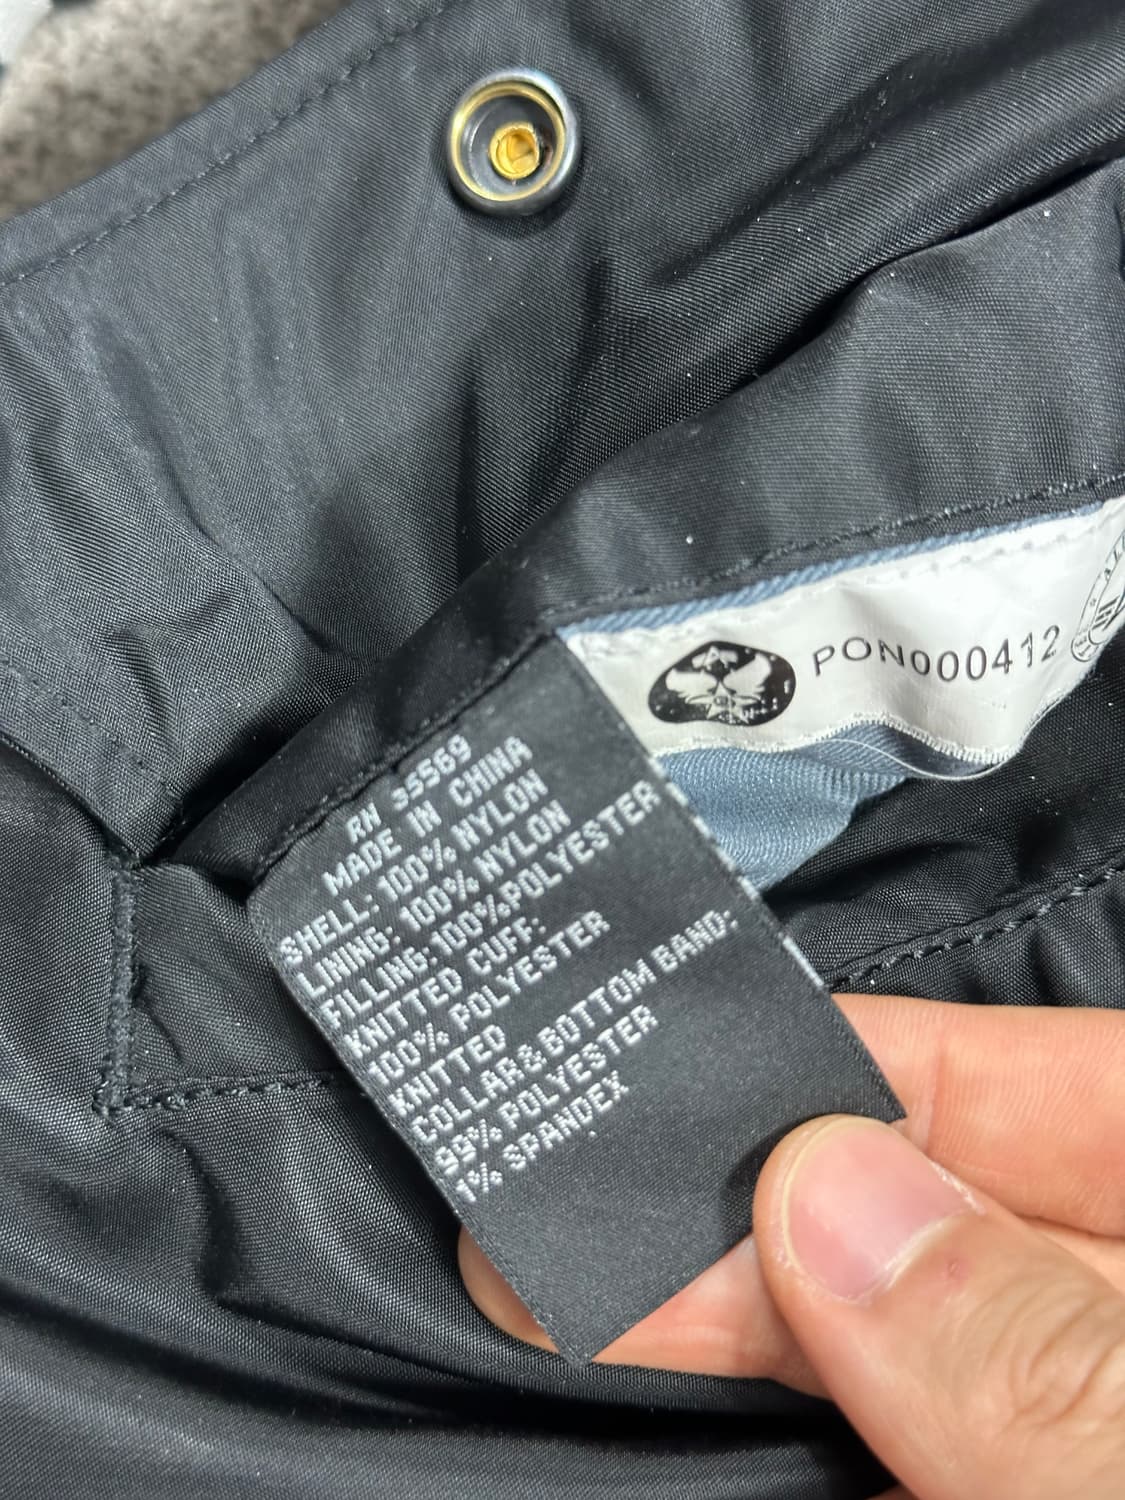 PON000412
RN 35569
MADE IN CHINA
SHELL: 100% NYLON
LINING: 100% NYLON
FILLING:100%POLYESTER
KNITTED CUFF:
100% POLYESTER
KNITTED
COLLAR&BOTTOM BAND:
99% POLYESTER
1% SPANDEX